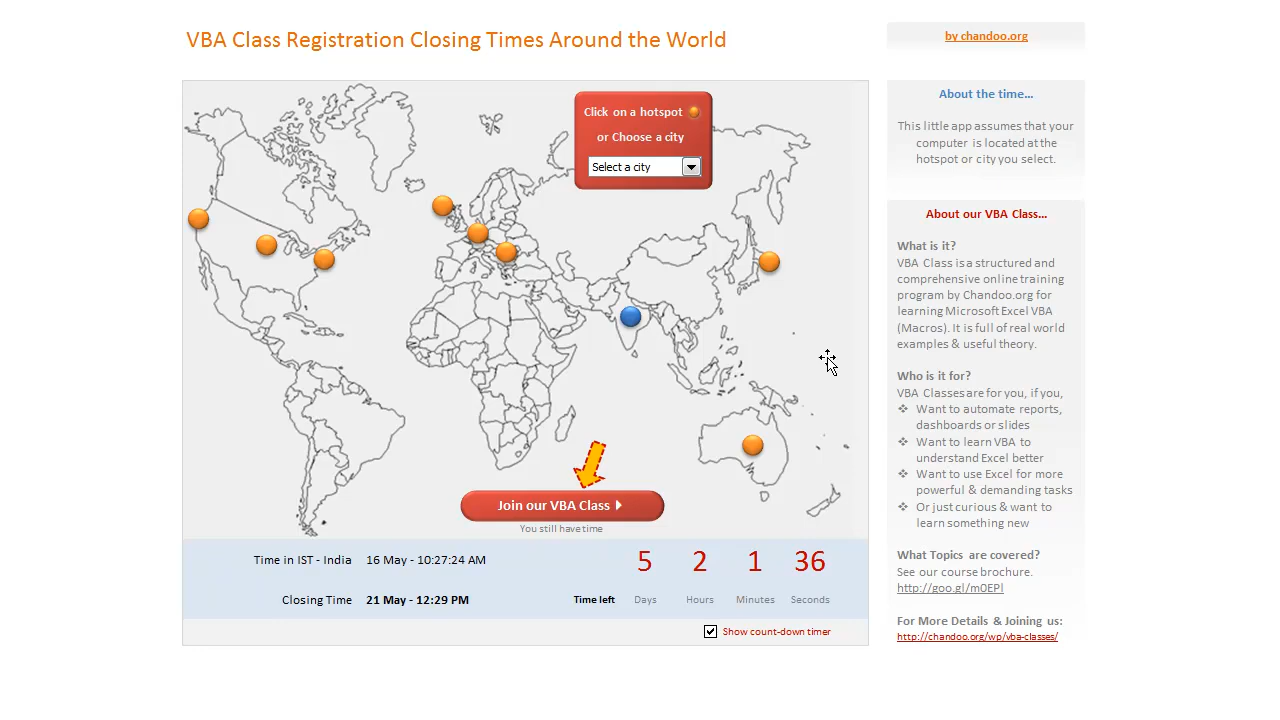 VBA Class Registration Closing Times Around the World
by chandoo.org
Click on a hotspot
or Choose a city
Select a city
Join our VBA Class
You still have time
Time in IST - India 16 May - 10:27:24 AM
Closing Time 21 May - 12:29 PM
Time left
5 2 1 36
Days Hours Minutes Seconds
Show count-down timer
About the time...
This little app assumes that your
computer is located at the
hotspot or city you select.
About our VBA Class...
What is it?
VBA Class is a structured and
comprehensive online training
program by Chandoo.org for
learning Microsoft Excel VBA
(Macros). It is full of real world
examples & useful theory.
Who is it for?
VBA Classes are for you, if you,
❖ Want to automate reports,
dashboards or slides
❖ Want to learn VBA to
understand Excel better
❖ Want to use Excel for more
powerful & demanding tasks
❖ Or just curious & want to
learn something new
What Topics are covered?
See our course brochure.
http://goo.gl/m0EPl
For More Details & Joining us:
http://chandoo.org/wp/vba-classes/